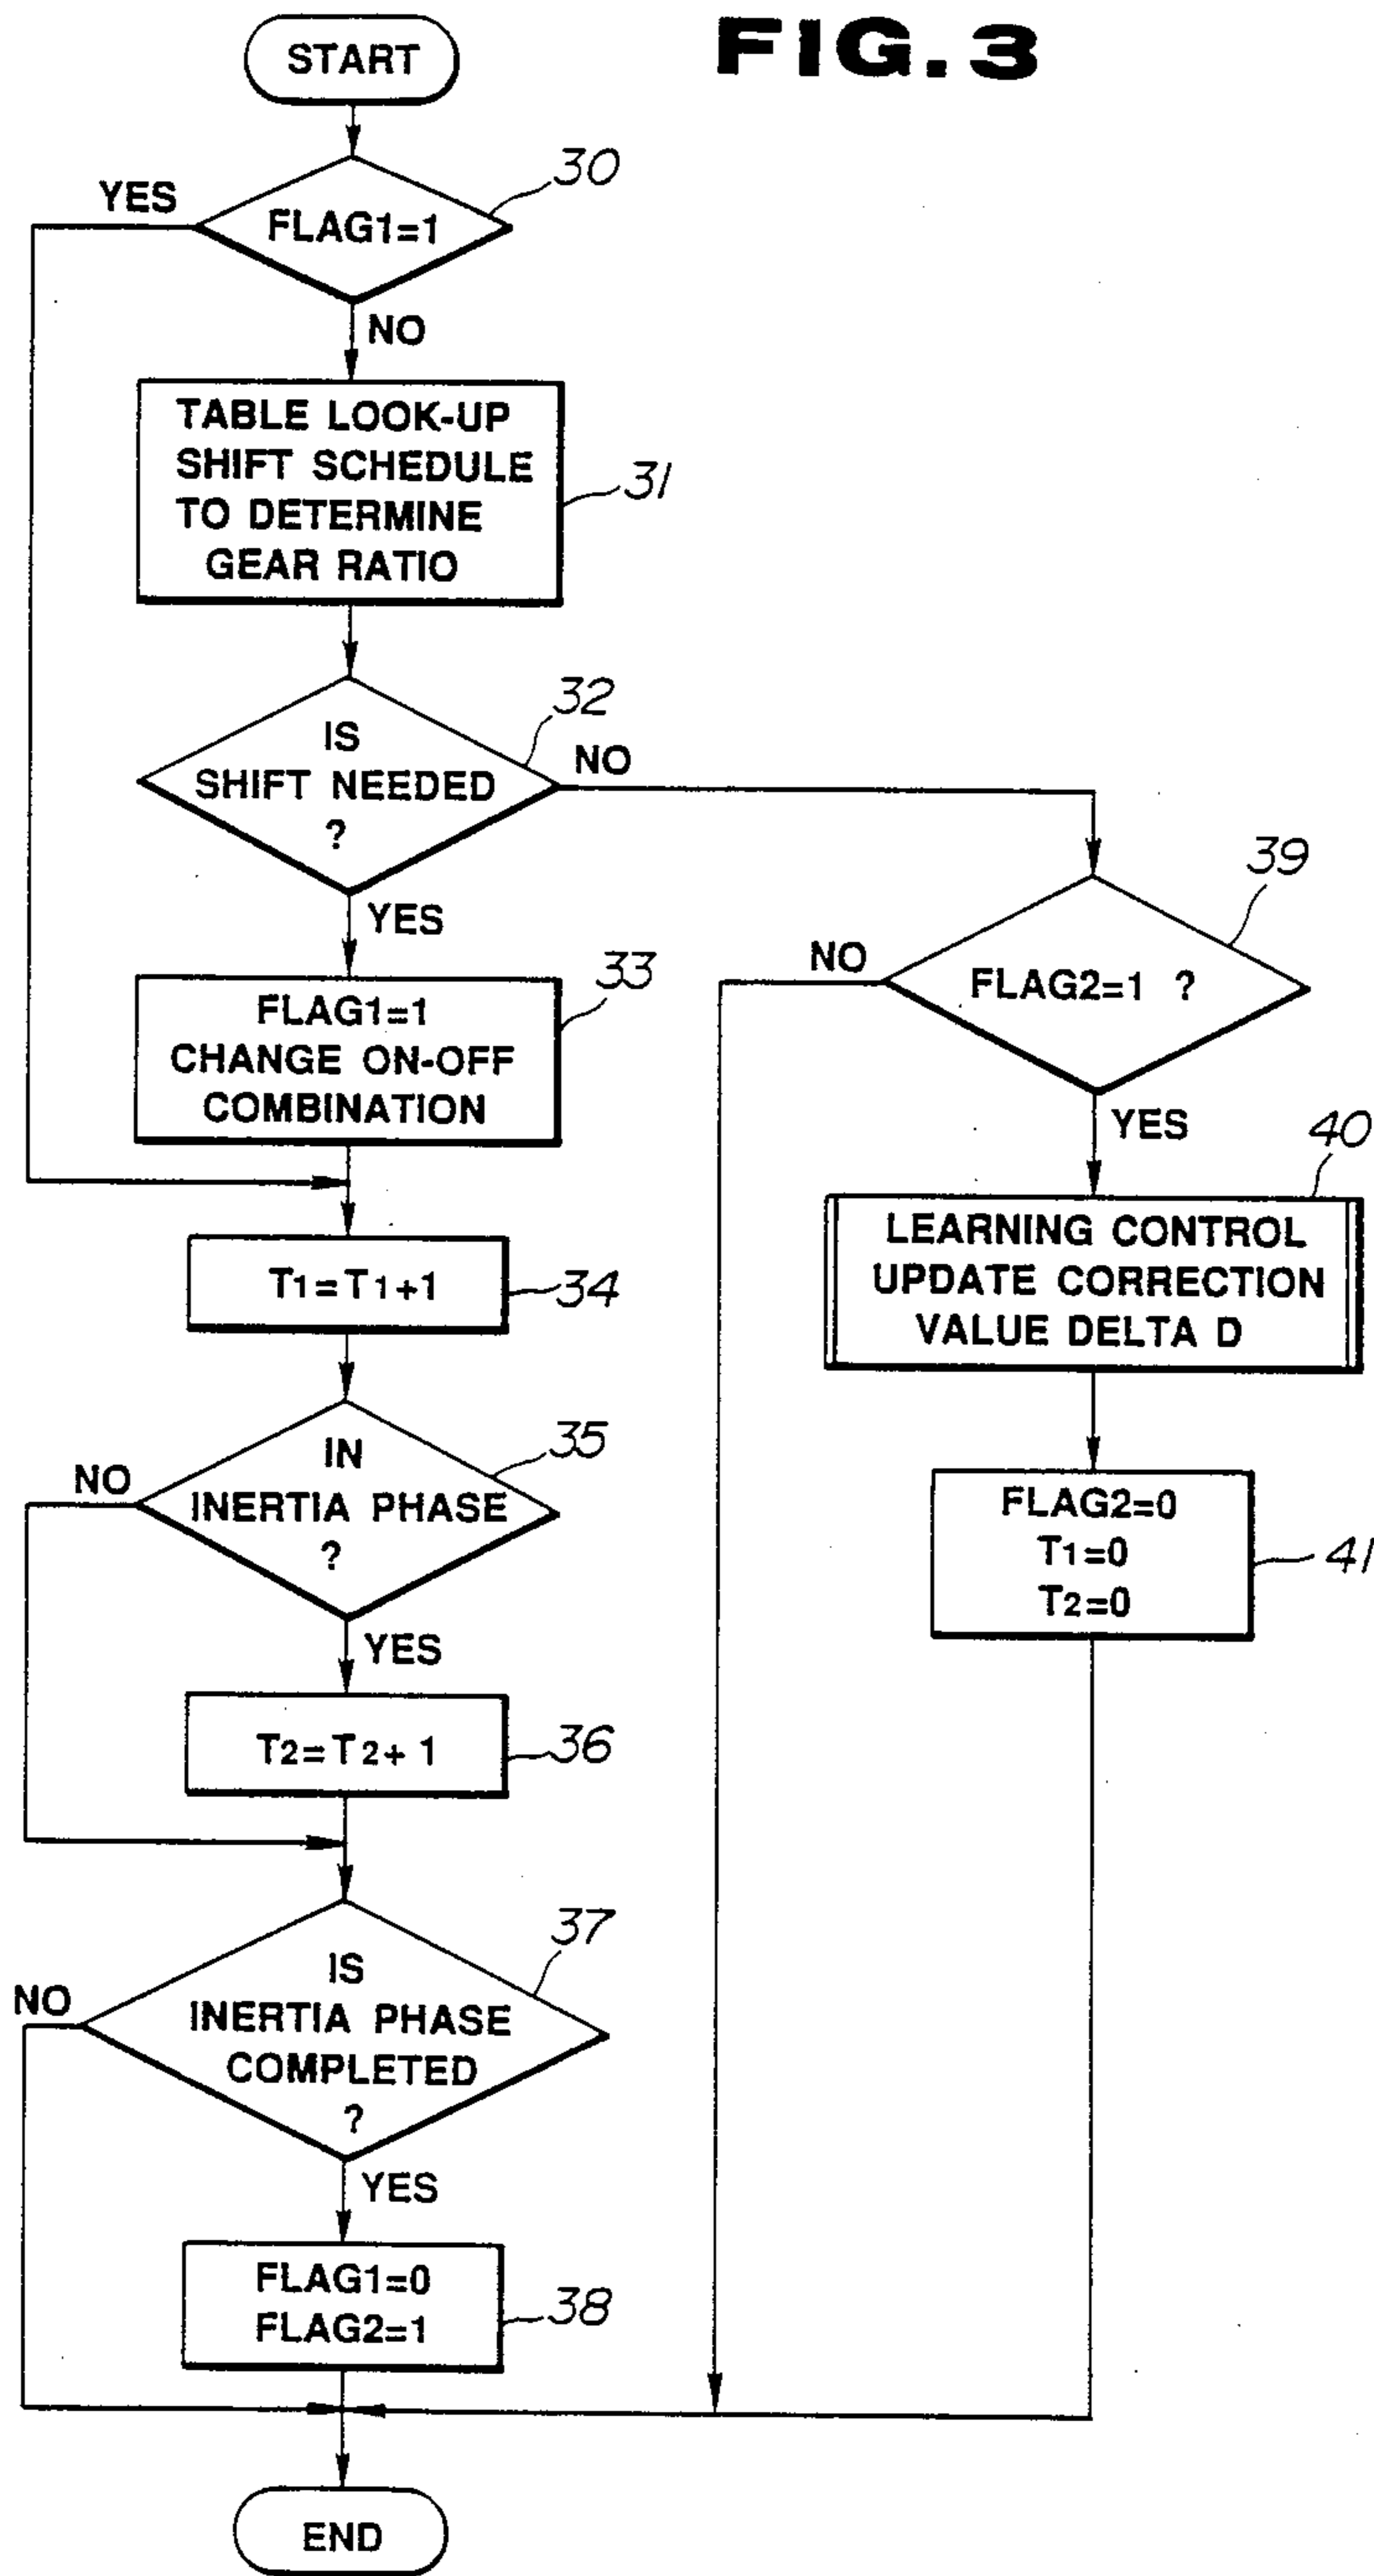 FIG. 3
START
30
YES
FLAG1=1
NO
TABLE LOOK-UP
SHIFT SCHEDULE
TO DETERMINE
GEAR RATIO
31
32
IS
SHIFT NEEDED
?
NO
YES
39
NO
FLAG2=1 ?
YES
33
FLAG1=1
CHANGE ON-OFF
COMBINATION
40
LEARNING CONTROL
UPDATE CORRECTION
VALUE DELTA D
T1=T1+1
34
35
IN
INERTIA PHASE
?
NO
YES
FLAG2=0
T1=0
T2=0
41
T2=T2+ 1
36
37
IS
INERTIA PHASE
COMPLETED
?
NO
YES
FLAG1=0
FLAG2=1
38
END